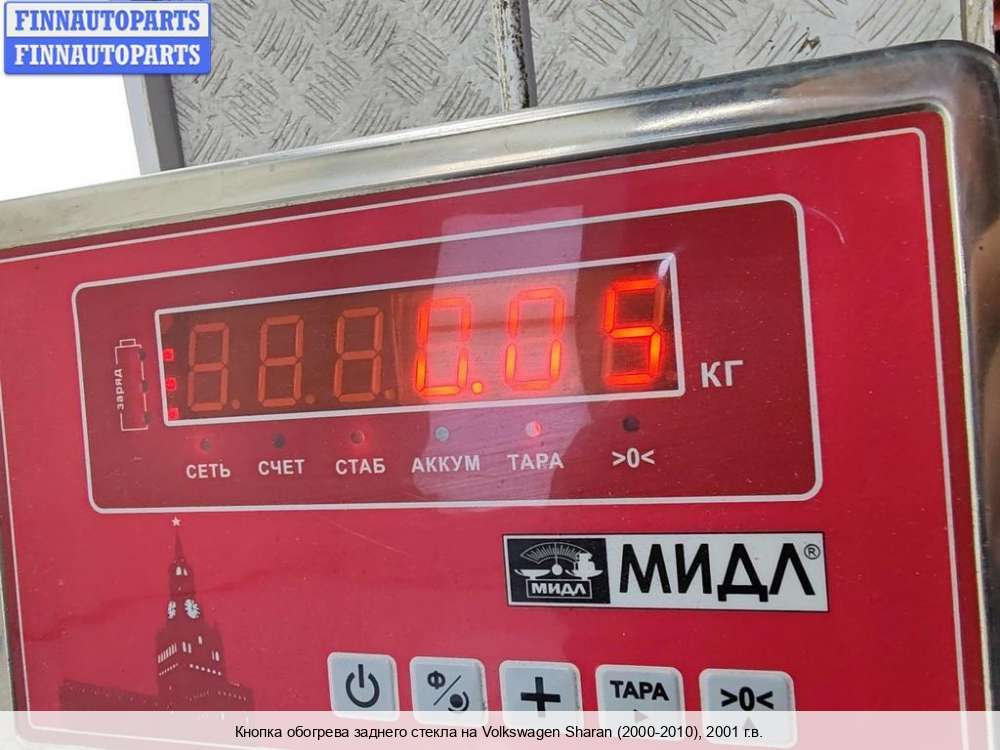 FINNAUTOPARTS
FINNAUTOPARTS
заряд
0.05
КГ
СЕТЬ СЧЕТ СТАБ АККУМ ТАРА >0<
МИДЛ МИДЛ®
Ф + ТАРА >0<
Кнопка обогрева заднего стекла на Volkswagen Sharan (2000-2010), 2001 г.в.